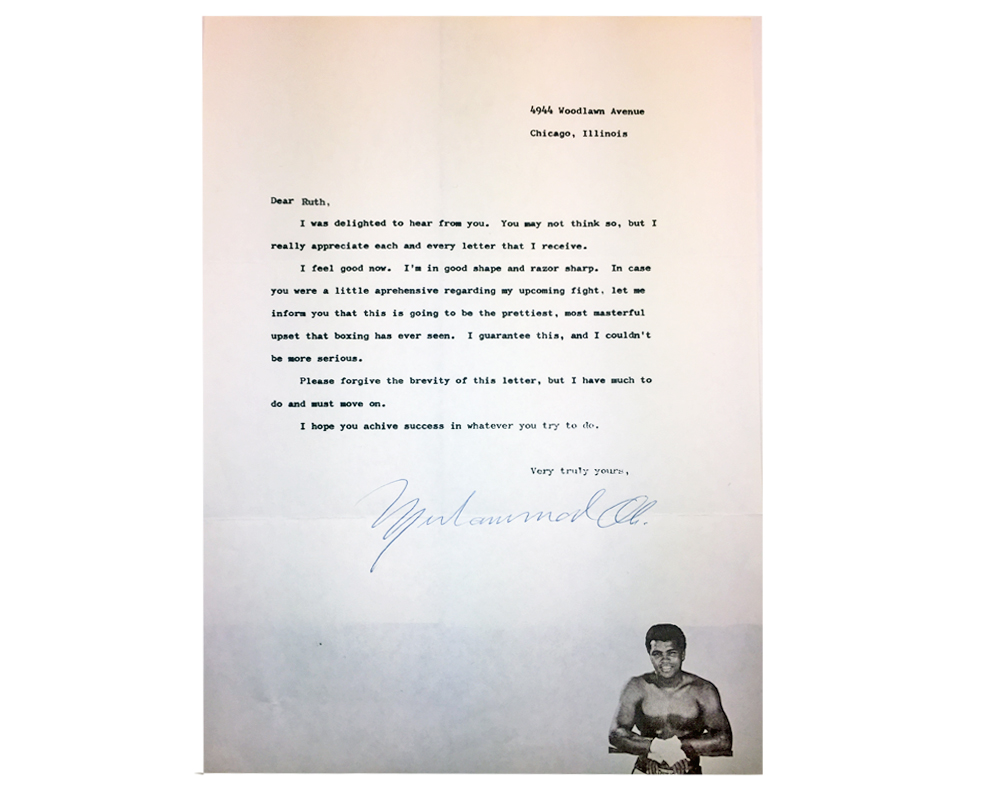 4944 Woodlawn Avenue
Chicago, Illinois
Dear Ruth,
I was delighted to hear from you. You may not think so, but I
really appreciate each and every letter that I receive.
I feel good now. I'm in good shape and razor sharp. In case
you were a little aprehensive regarding my upcoming fight, let me
inform you that this is going to be the prettiest, most masterful
upset that boxing has ever seen. I guarantee this, and I couldn't
be more serious.
Please forgive the brevity of this letter, but I have much to
do and must move on.
I hope you achive success in whatever you try to do.
Very truly yours,
Muhammad Ali